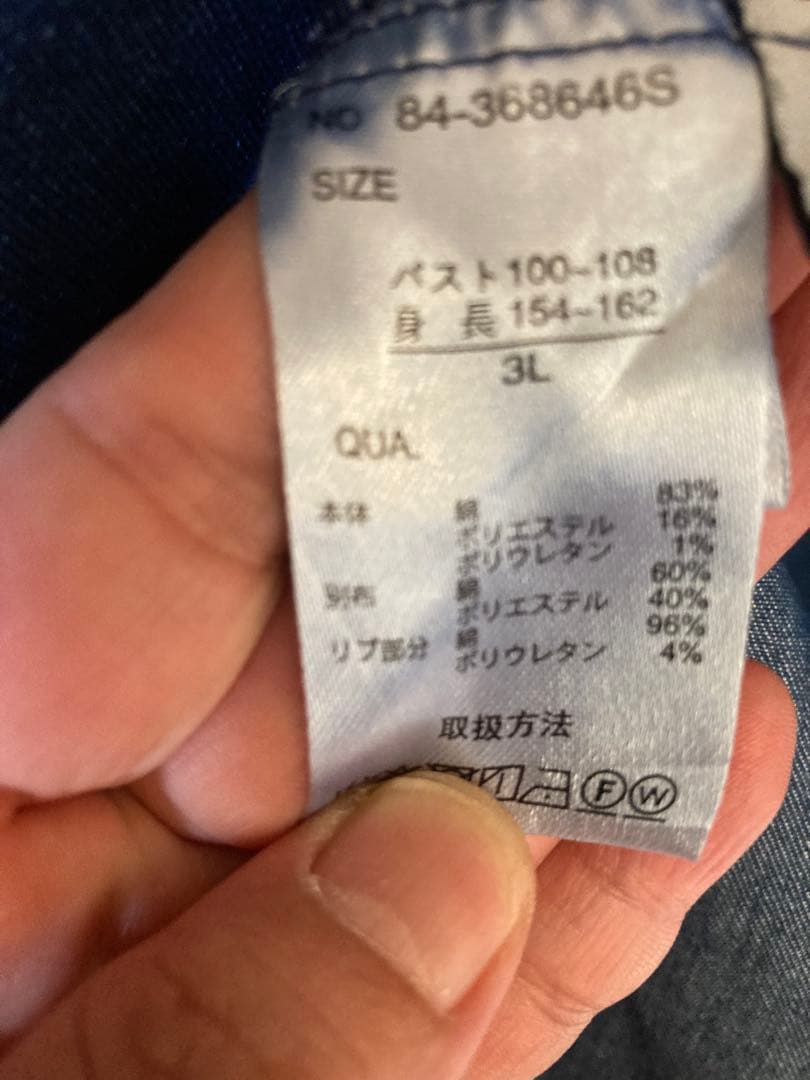 NO 84-368646S
SIZE
バスト100~108
身 長 154~162
3L
QUA.
本体 綿 83%
ポリエステル 16%
ポリウレタン 1%
別布 綿 60%
ポリエステル 40%
リブ部分 綿 96%
ポリウレタン 4%
取扱方法
F W